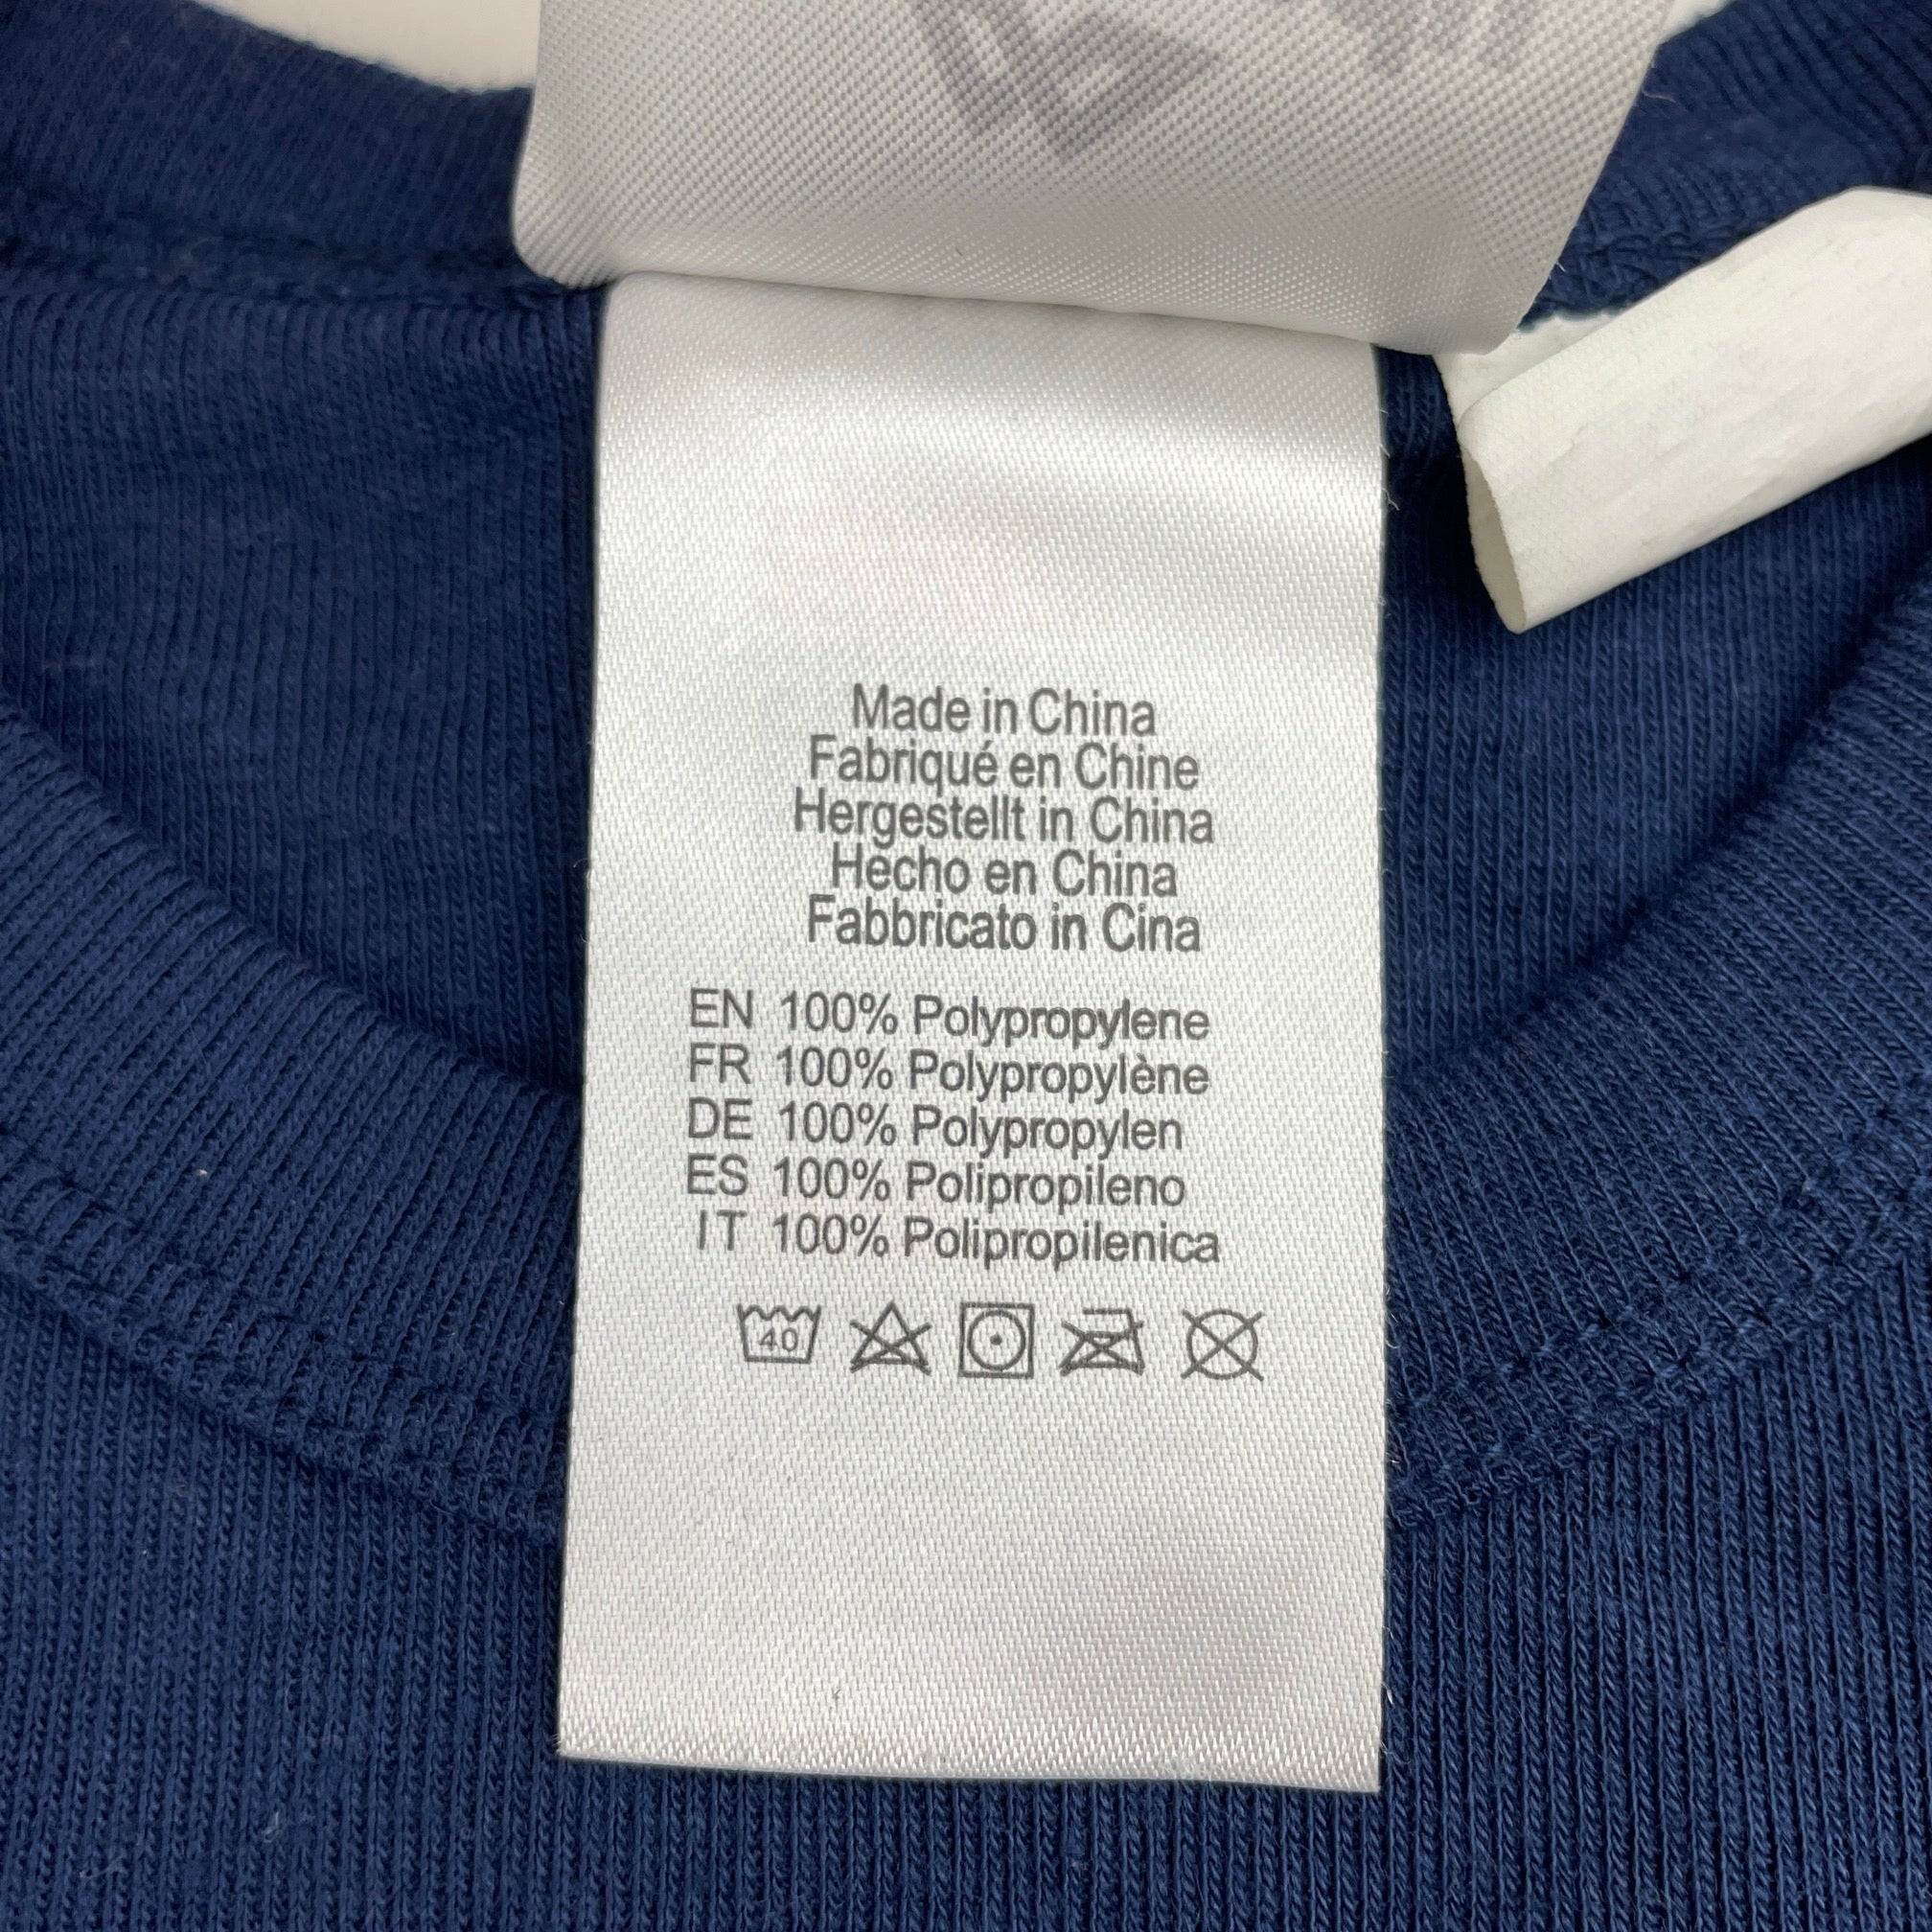 Made in China
Fabriqué en Chine
Hergestellt in China
Hecho en China
Fabbricato in Cina
EN 100% Polypropylene
FR 100% Polypropylène
DE 100% Polypropylen
ES 100% Polipropileno
IT 100% Polipropilenica
40